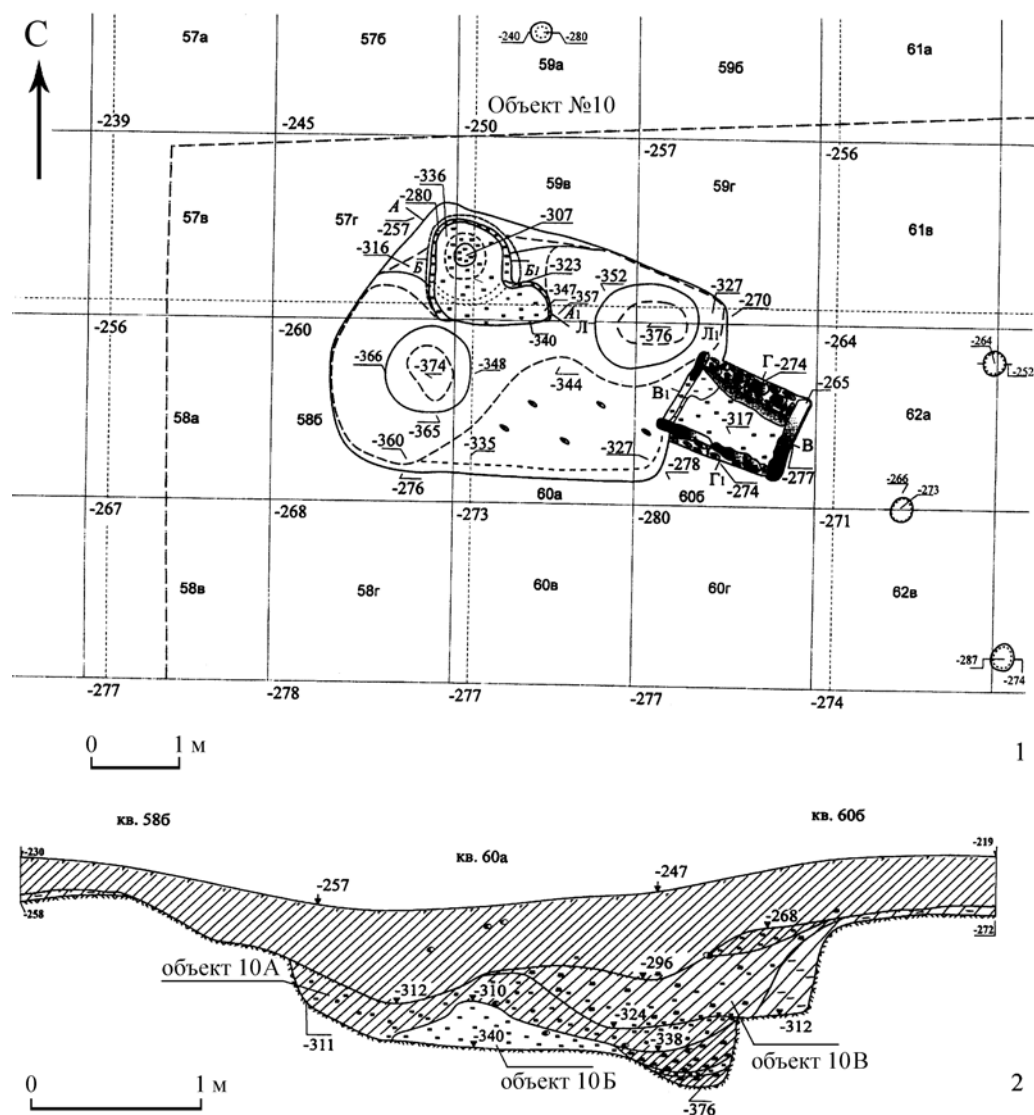 С
57а 57б -240 -280 59а 59б 61а
Объект №10
-239 -245 -250 -257 -256
57в 57г 59в 59г 61в
-336
-280
А
-257
-316
Б
-307
Б1
-323
-347
-357
А1
Л
-340
-352
-376
-327
-270
Л1
-256 -260 -264
-366 -374 -348
-365
-344
В1
Г -274
-265
-317
В
-277
-264
-252
58а 58б 62а
-360 -335 -327 -278
-276 60а 60б Г1 -274
-266
-273
-267 -268 -273 -280 -271
58в 58г 60в 60г 62в
-287
-274
-277 -278 -277 -277 -274
0 1 м
1
кв. 58б кв. 60а кв. 60б
-230 -257 -247 -219
-258 -268 -272
объект 10А
-312 -310 -296
-324
-311 -340 -338 -312
объект 10Б объект 10В
-376
0 1 м
2